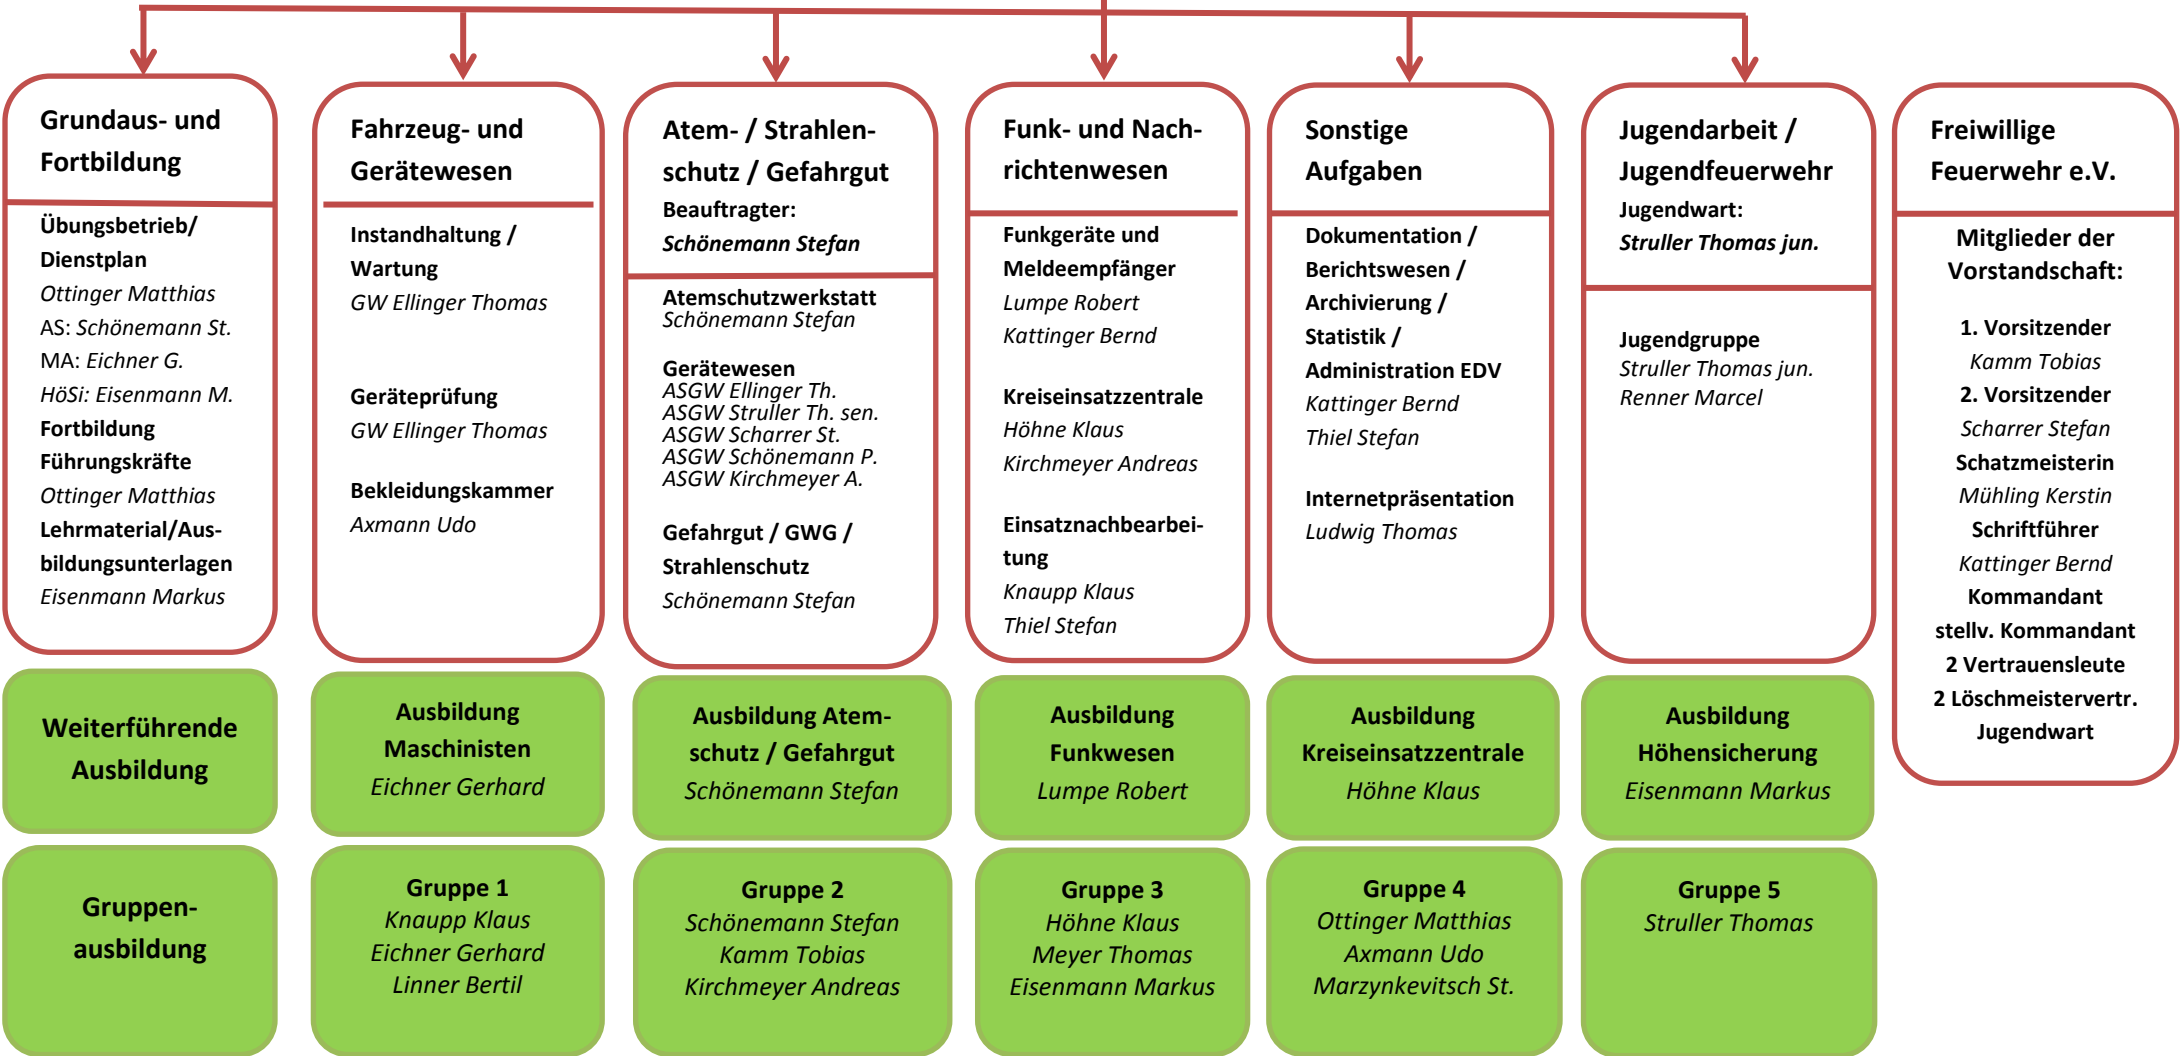 Grundaus- und
Fortbildung
Übungsbetrieb/
Dienstplan
Ottinger Matthias
AS: Schönemann St.
MA: Eichner G.
HöSi: Eisenmann M.
Fortbildung
Führungskräfte
Ottinger Matthias
Lehrmaterial/Aus-
bildungsunterlagen
Eisenmann Markus
Fahrzeug- und
Gerätewesen
Instandhaltung /
Wartung
GW Ellinger Thomas
Geräteprüfung
GW Ellinger Thomas
Bekleidungskammer
Axmann Udo
Atem- / Strahlen-
schutz / Gefahrgut
Beauftragter:
Schönemann Stefan
Atemschutzwerkstatt
Schönemann Stefan
Gerätewesen
ASGW Ellinger Th.
ASGW Struller Th. sen.
ASGW Scharrer St.
ASGW Schönemann P.
ASGW Kirchmeyer A.
Gefahrgut / GWG /
Strahlenschutz
Schönemann Stefan
Funk- und Nach-
richtenwesen
Funkgeräte und
Meldeempfänger
Lumpe Robert
Kattinger Bernd
Kreiseinsatzzentrale
Höhne Klaus
Kirchmeyer Andreas
Einsatznachbearbei-
tung
Knaupp Klaus
Thiel Stefan
Sonstige
Aufgaben
Dokumentation /
Berichtswesen /
Archivierung /
Statistik /
Administration EDV
Kattinger Bernd
Thiel Stefan
Internetpräsentation
Ludwig Thomas
Jugendarbeit /
Jugendfeuerwehr
Jugendwart:
Struller Thomas jun.
Jugendgruppe
Struller Thomas jun.
Renner Marcel
Freiwillige
Feuerwehr e.V.
Mitglieder der
Vorstandschaft:
1. Vorsitzender
Kamm Tobias
2. Vorsitzender
Scharrer Stefan
Schatzmeisterin
Mühling Kerstin
Schriftführer
Kattinger Bernd
Kommandant
stellv. Kommandant
2 Vertrauensleute
2 Löschmeistervertr.
Jugendwart
Weiterführende
Ausbildung
Ausbildung
Maschinisten
Eichner Gerhard
Ausbildung Atem-
schutz / Gefahrgut
Schönemann Stefan
Ausbildung
Funkwesen
Lumpe Robert
Ausbildung
Kreiseinsatzzentrale
Höhne Klaus
Ausbildung
Höhensicherung
Eisenmann Markus
Gruppen-
ausbildung
Gruppe 1
Knaupp Klaus
Eichner Gerhard
Linner Bertil
Gruppe 2
Schönemann Stefan
Kamm Tobias
Kirchmeyer Andreas
Gruppe 3
Höhne Klaus
Meyer Thomas
Eisenmann Markus
Gruppe 4
Ottinger Matthias
Axmann Udo
Marzynkevitsch St.
Gruppe 5
Struller Thomas